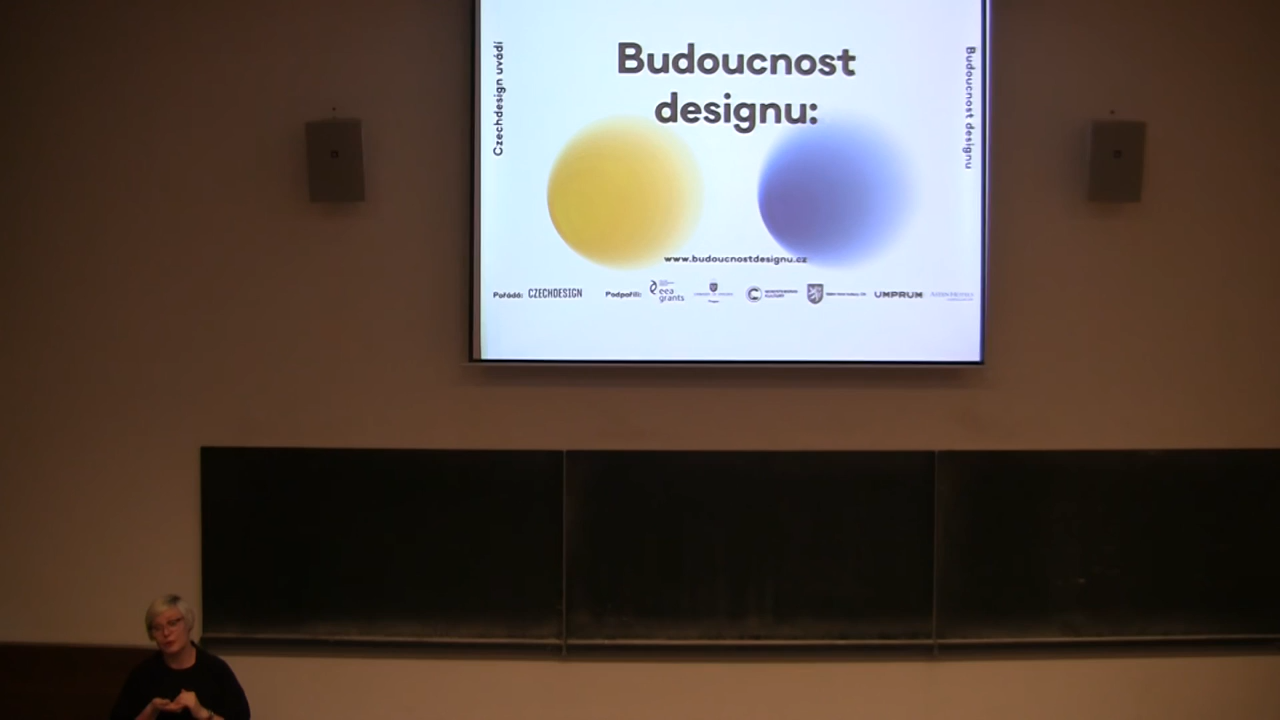 Czechdesign uvádí
Budoucnost
designu:
Budoucnost designu
www.budoucnostdesignu.cz
Pořádá: CZECHDESIGN
Podpořili: eea
grants
UMPRUM